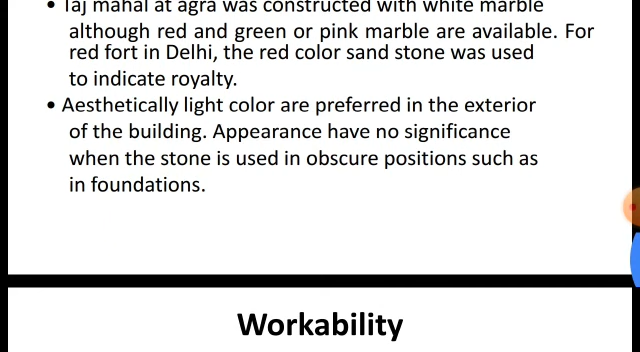 • Taj mahal at agra was constructed with white marble
although red and green or pink marble are available. For
red fort in Delhi, the red color sand stone was used
to indicate royalty.
• Aesthetically light color are preferred in the exterior
of the building. Appearance have no significance
when the stone is used in obscure positions such as
in foundations.
Workability